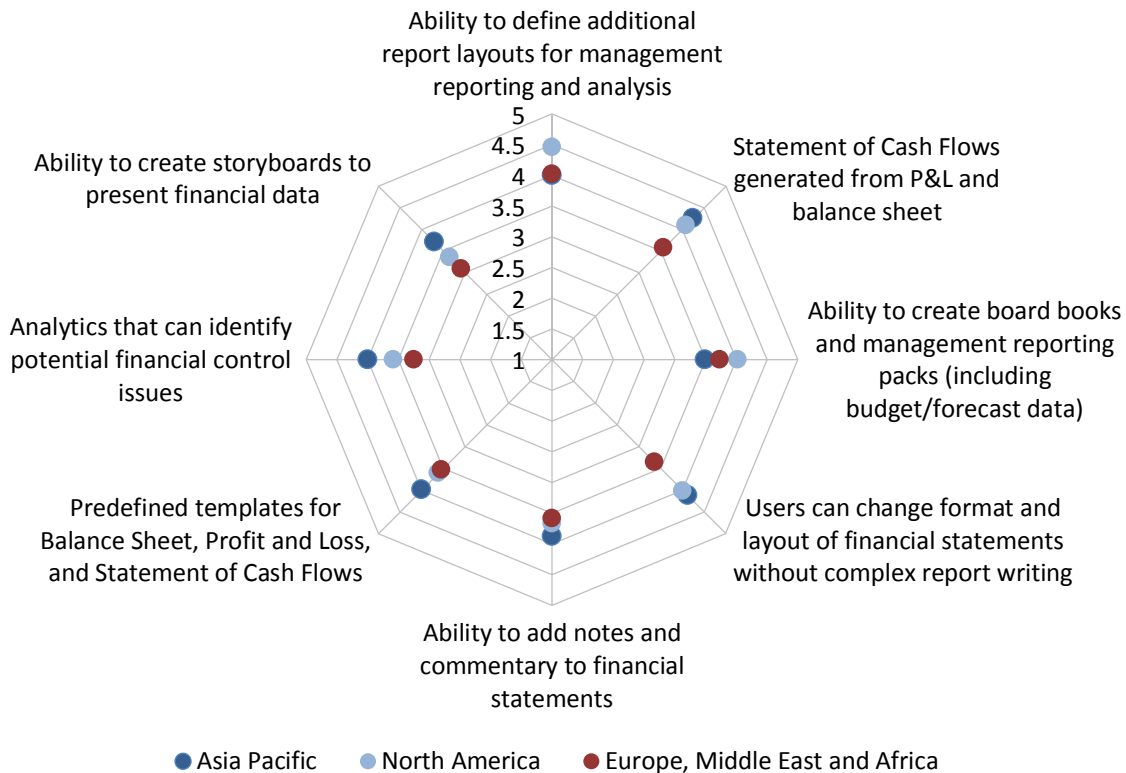 Ability to define additional
report layouts for management
reporting and analysis
5
4.5
4
3.5
3
2.5
2
1.5
1
Statement of Cash Flows
generated from P&L and
balance sheet
Ability to create board books
and management reporting
packs (including
budget/forecast data)
Users can change format and
layout of financial statements
without complex report writing
Ability to add notes and
commentary to financial
statements
Predefined templates for
Balance Sheet, Profit and Loss,
and Statement of Cash Flows
Analytics that can identify
potential financial control
issues
Ability to create storyboards to
present financial data
Asia Pacific
North America
Europe, Middle East and Africa